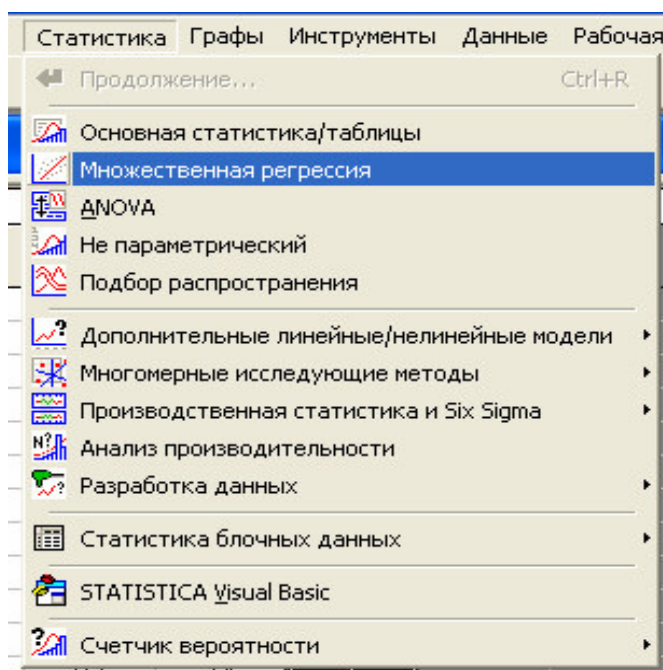 Статистика Графы Инструменты Данные Рабочая
Продолжение... Ctrl+R
Основная статистика/таблицы
Множественная регрессия
ANOVA
Не параметрический
Подбор распространения
Дополнительные линейные/нелинейные модели
Многомерные исследующие методы
Производственная статистика и Six Sigma
Анализ производительности
Разработка данных
Статистика блочных данных
STATISTICA Visual Basic
Счетчик вероятности